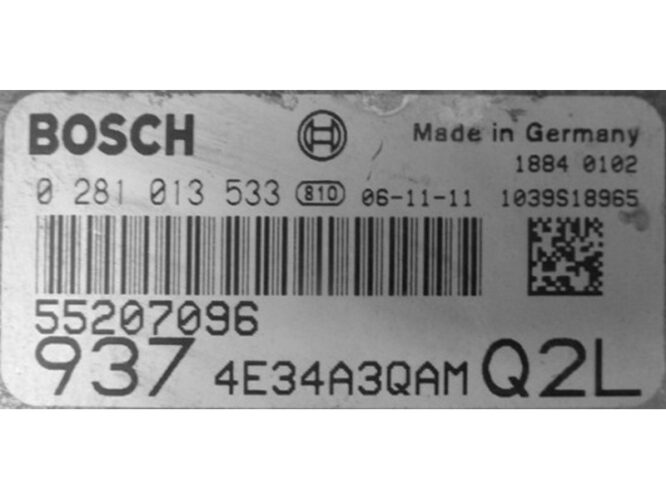 BOSCH Made in Germany
1884 0102
0 281 013 533 810 06-11-11 1039S18965
55207096
937 4E34A3QAM Q2L